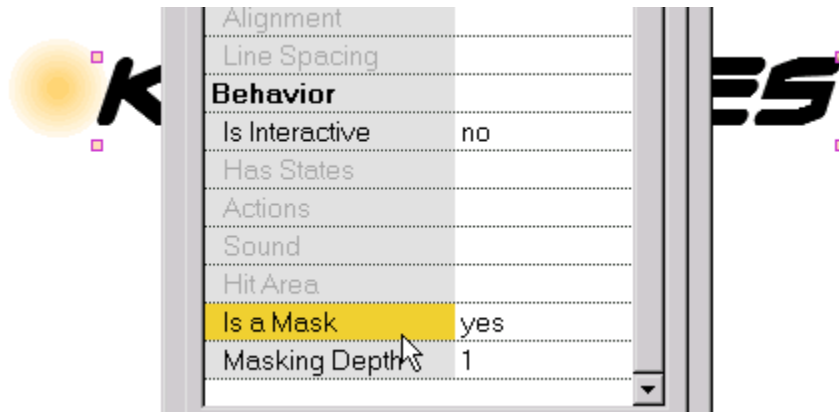 Alignment
Line Spacing
Behavior
Is Interactive no
Has States
Actions
Sound
Hit Area
Is a Mask yes
Masking Depth 1